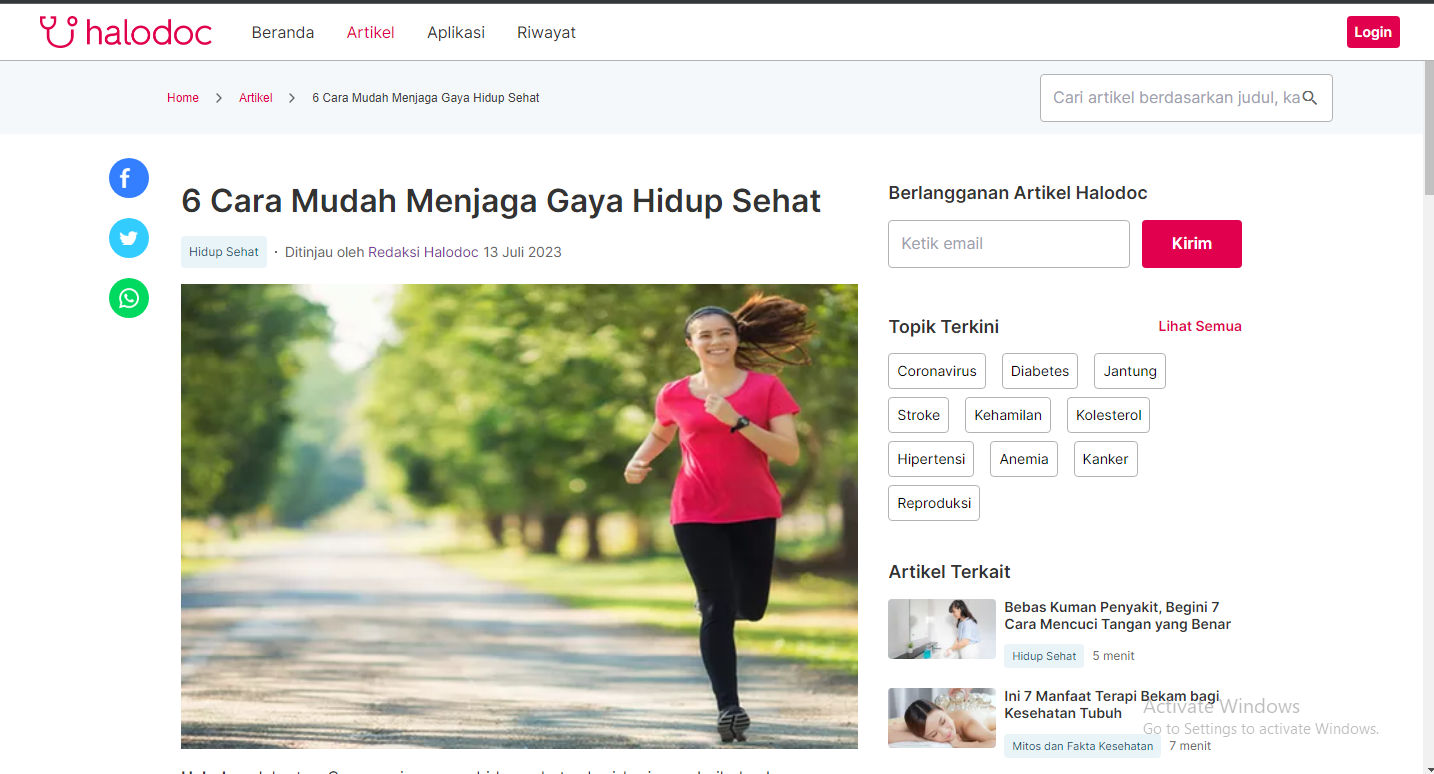 halodoc
Beranda
Artikel
Aplikasi
Riwayat
Login
Home
Artikel
6 Cara Mudah Menjaga Gaya Hidup Sehat
Cari artikel berdasarkan judul, ka
6 Cara Mudah Menjaga Gaya Hidup Sehat
Hidup Sehat · Ditinjau oleh Redaksi Halodoc 13 Juli 2023
Berlangganan Artikel Halodoc
Ketik email
Kirim
Topik Terkini
Lihat Semua
Coronavirus
Diabetes
Jantung
Stroke
Kehamilan
Kolesterol
Hipertensi
Anemia
Kanker
Reproduksi
Artikel Terkait
Bebas Kuman Penyakit, Begini 7
Cara Mencuci Tangan yang Benar
Hidup Sehat 5 menit
Ini 7 Manfaat Terapi Bekam bagi
Kesehatan Tubuh
Mitos dan Fakta Kesehatan 7 menit
Activate Windows
Go to Settings to activate Windows.